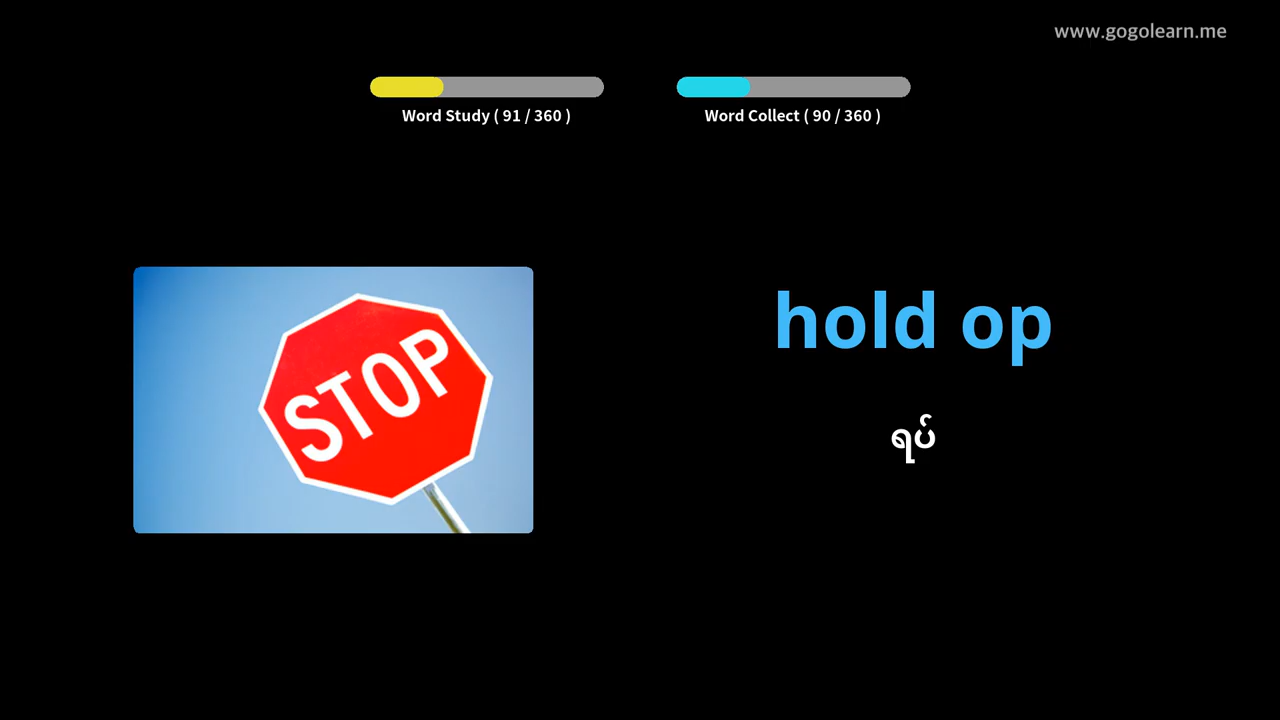 www.gogolearn.me
Word Study ( 91 / 360 )
Word Collect ( 90 / 360 )
STOP
hold op
ရပ်